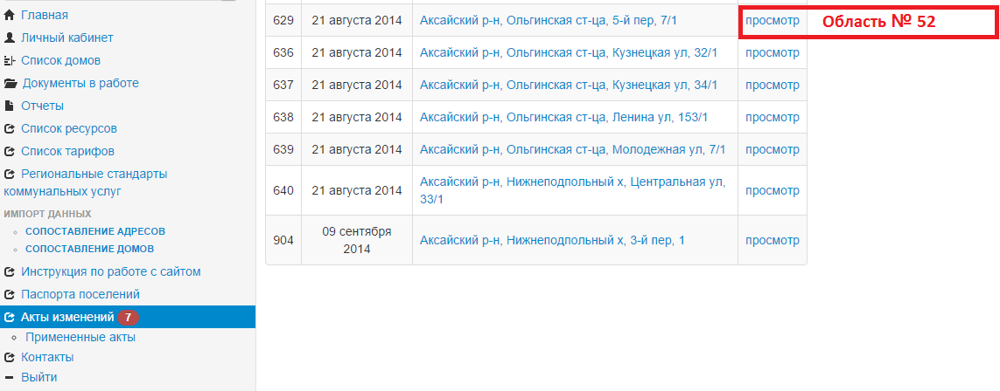 Главная
Личный кабинет
Список домов
Документы в работе
Отчеты
Список ресурсов
Список тарифов
Региональные стандарты
коммунальных услуг
ИМПОРТ ДАННЫХ
СОПОСТАВЛЕНИЕ АДРЕСОВ
СОПОСТАВЛЕНИЕ ДОМОВ
Инструкция по работе с сайтом
Паспорта поселений
Акты изменений 7
Примененные акты
Контакты
Выйти
629 21 августа 2014 Аксайский р-н, Ольгинская ст-ца, 5-й пер, 7/1 просмотр Область № 52
636 21 августа 2014 Аксайский р-н, Ольгинская ст-ца, Кузнецкая ул, 32/1 просмотр
637 21 августа 2014 Аксайский р-н, Ольгинская ст-ца, Кузнецкая ул, 34/1 просмотр
638 21 августа 2014 Аксайский р-н, Ольгинская ст-ца, Ленина ул, 153/1 просмотр
639 21 августа 2014 Аксайский р-н, Ольгинская ст-ца, Молодежная ул, 7/1 просмотр
640 21 августа 2014 Аксайский р-н, Нижнеподпольный х, Центральная ул,
33/1 просмотр
904 09 сентября
2014 Аксайский р-н, Нижнеподпольный х, 3-й пер, 1 просмотр